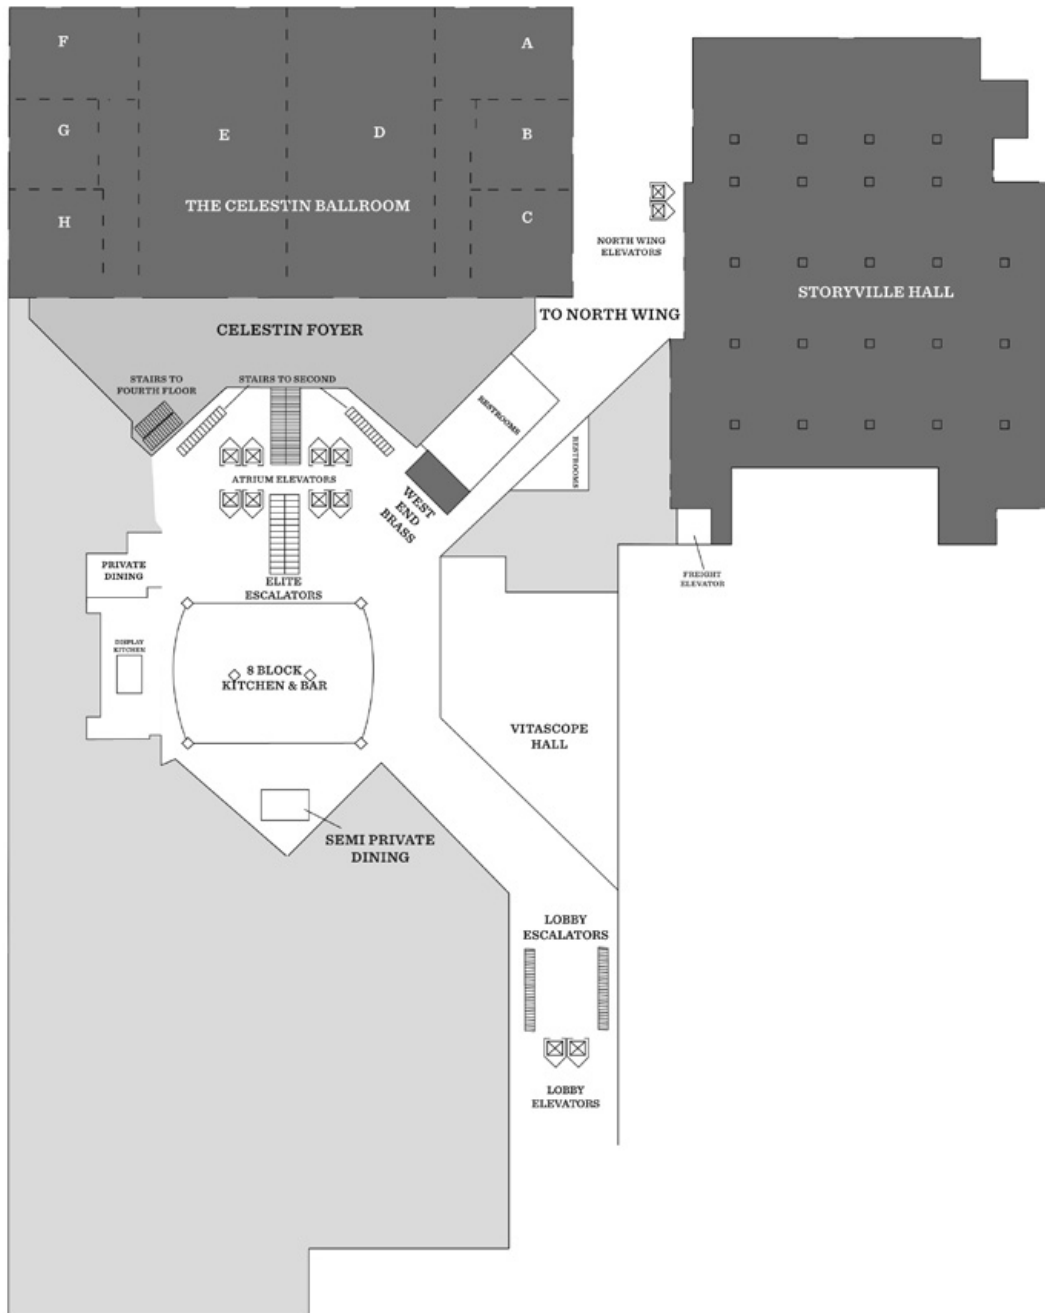 F
A
G
E
D
B
THE CELESTIN BALLROOM
H
C
NORTH WING
ELEVATORS
STORYVILLE HALL
TO NORTH WING
CELESTIN FOYER
STAIRS TO
FOURTH FLOOR
STAIRS TO SECOND
RESTROOMS
RESTROOMS
ATRIUM ELEVATORS
WEST
END
BRASS
PRIVATE
DINING
ELITE
ESCALATORS
FREIGHT
ELEVATOR
DISPLAY
KITCHEN
8 BLOCK
KITCHEN & BAR
VITASCOPE
HALL
SEMI PRIVATE
DINING
LOBBY
ESCALATORS
LOBBY
ELEVATORS